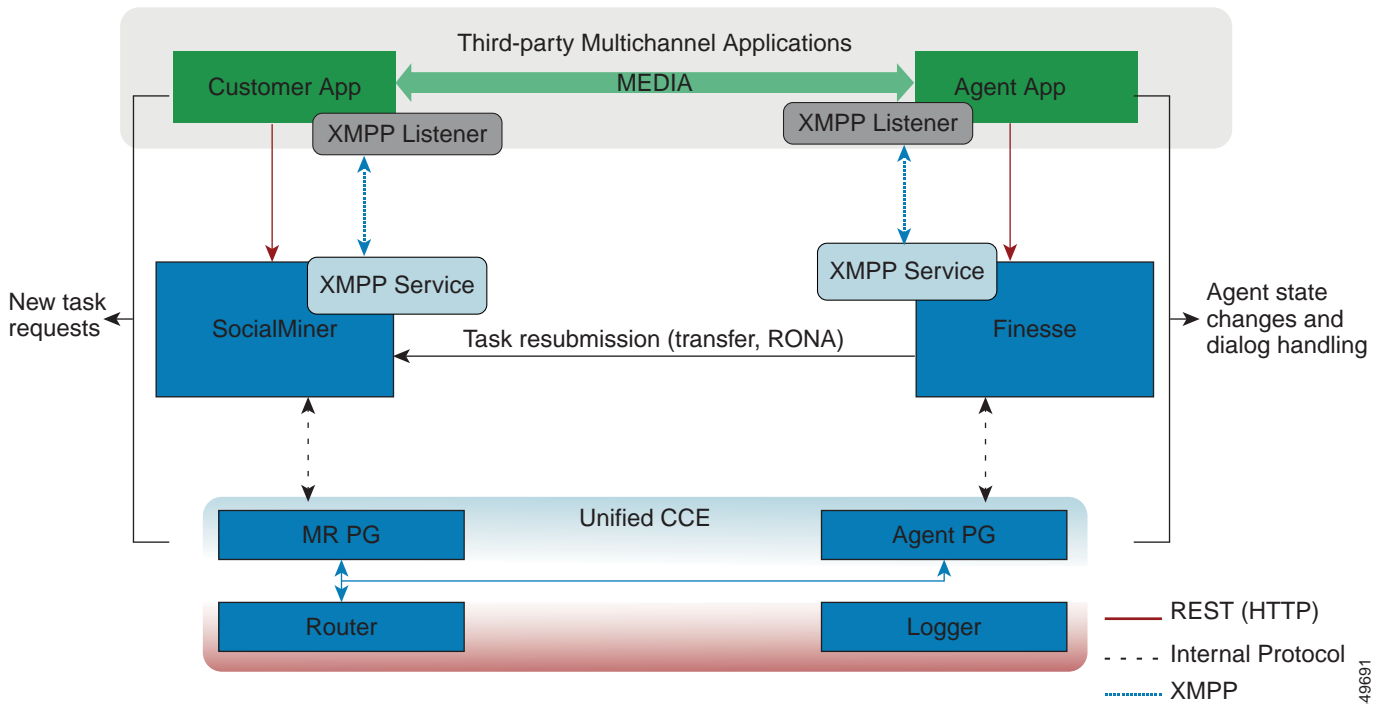 Third-party Multichannel Applications
Customer App
MEDIA
Agent App
XMPP Listener
XMPP Listener
XMPP Service
XMPP Service
New task
requests
SocialMiner
Task resubmission (transfer, RONA)
Finesse
Agent state
changes and
dialog handling
Unified CCE
MR PG
Agent PG
Router
Logger
REST (HTTP)
Internal Protocol
XMPP
49691